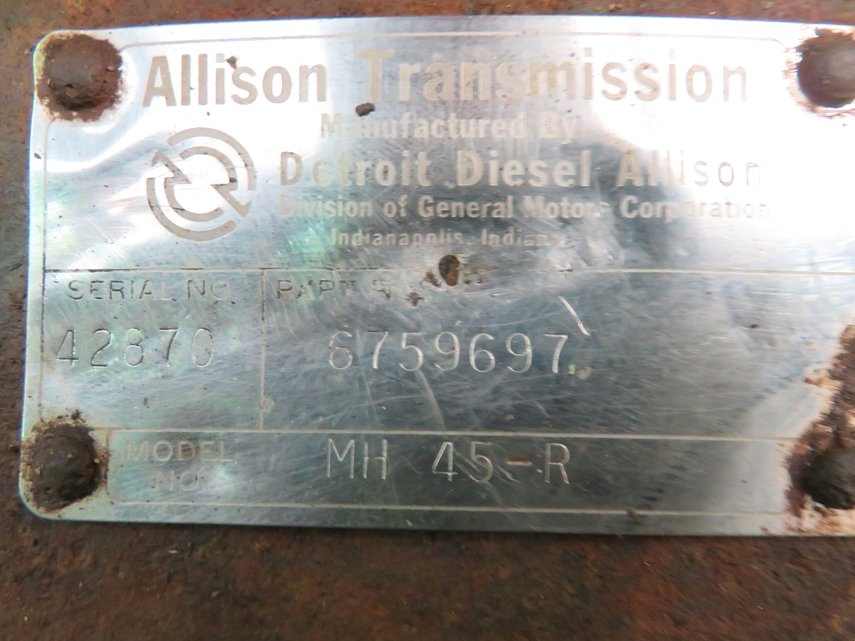 Allison Transmission
Manufactured By
Detroit Diesel Allison
Division of General Motors Corporation
Indianapolis, Indiana
SERIAL NO. PART
42870 6759697
MODEL NO. MH 45-R